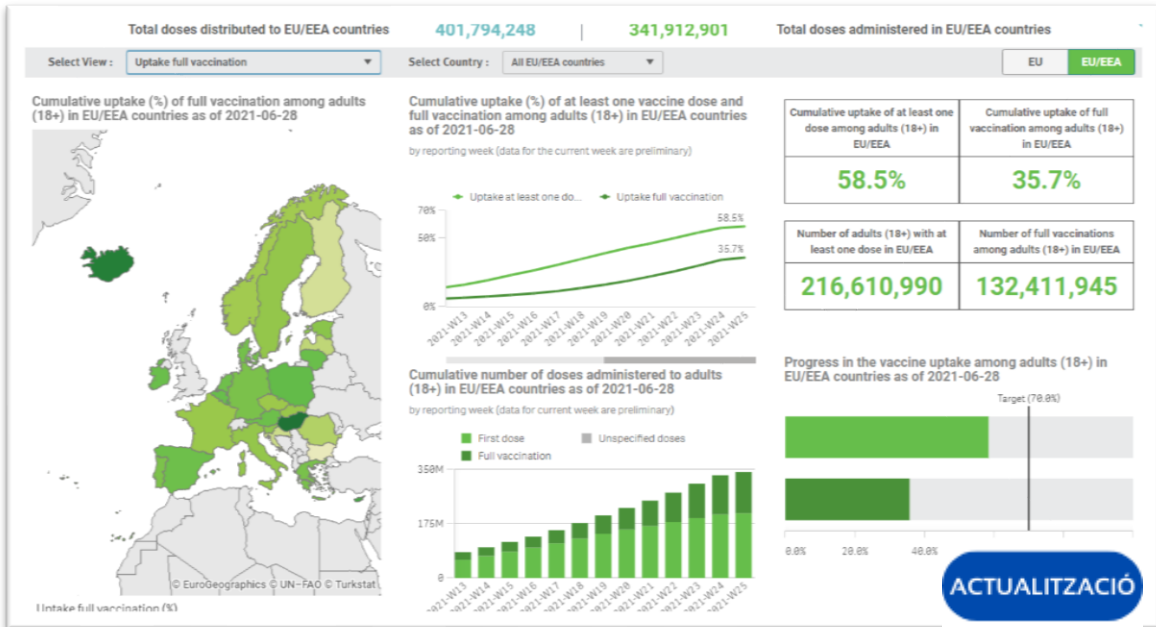 Total doses distributed to EU/EEA countries 401,794,248 | 341,912,901 Total doses administered in EU/EEA countries
Select View : Uptake full vaccination Select Country : All EU/EEA countries EU EU/EEA
Cumulative uptake (%) of full vaccination among adults
(18+) in EU/EEA countries as of 2021-06-28
© EuroGeographics © UN-FAO © Turkstat
Uptake full vaccination (%)
Cumulative uptake (%) of at least one vaccine dose and
full vaccination among adults (18+) in EU/EEA countries
as of 2021-06-28
by reporting week (data for the current week are preliminary)
Uptake at least one do... Uptake full vaccination
70%
58.5%
50%
35.7%
0%
2021-W13 2021-W14 2021-W15 2021-W16 2021-W17 2021-W18 2021-W19 2021-W20 2021-W21 2021-W22 2021-W23 2021-W24 2021-W25
Cumulative number of doses administered to adults
(18+) in EU/EEA countries as of 2021-06-28
by reporting week (data for current week are preliminary)
First dose Unspecified doses
Full vaccination
350M
175M
0
2021-W13 2021-W14 2021-W15 2021-W16 2021-W17 2021-W18 2021-W19 2021-W20 2021-W21 2021-W22 2021-W23 2021-W24 2021-W25
Cumulative uptake of at least one
dose among adults (18+) in
EU/EEA
58.5%
Cumulative uptake of full
vaccination among adults (18+)
in EU/EEA
35.7%
Number of adults (18+) with at
least one dose in EU/EEA
216,610,990
Number of full vaccinations
among adults (18+) in EU/EEA
132,411,945
Progress in the vaccine uptake among adults (18+) in
EU/EEA countries as of 2021-06-28
Target (70.0%)
0.0% 20.0% 40.0%
ACTUALITZACIÓ